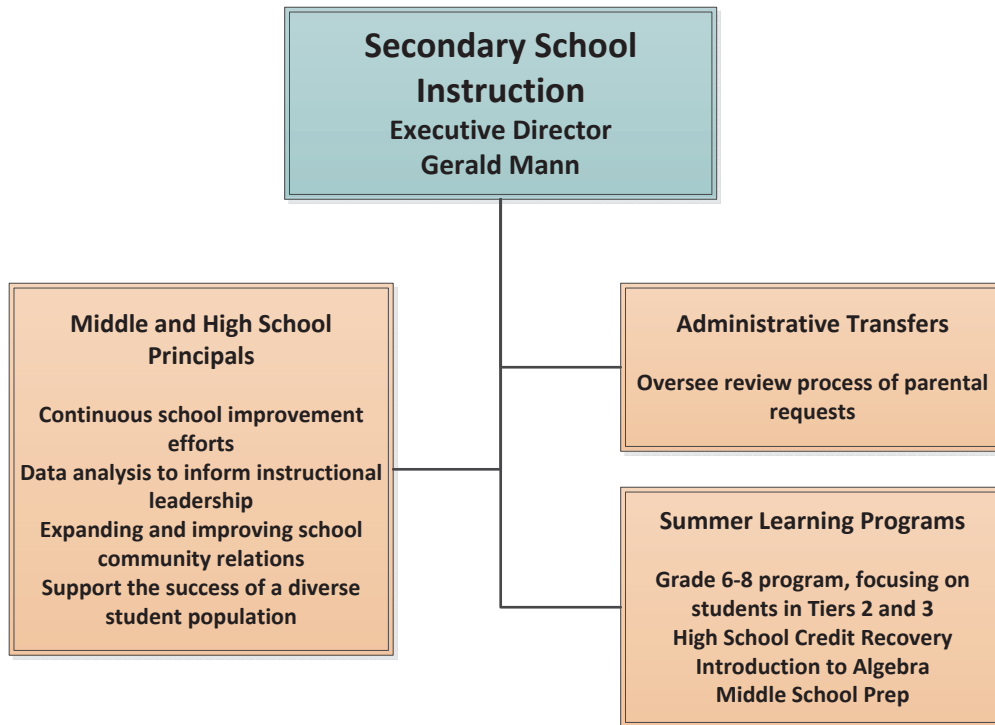 Secondary School
Instruction
Executive Director
Gerald Mann
Middle and High School
Principals
Continuous school improvement
efforts
Data analysis to inform instructional
leadership
Expanding and improving school
community relations
Support the success of a diverse
student population
Administrative Transfers
Oversee review process of parental
requests
Summer Learning Programs
Grade 6-8 program, focusing on
students in Tiers 2 and 3
High School Credit Recovery
Introduction to Algebra
Middle School Prep